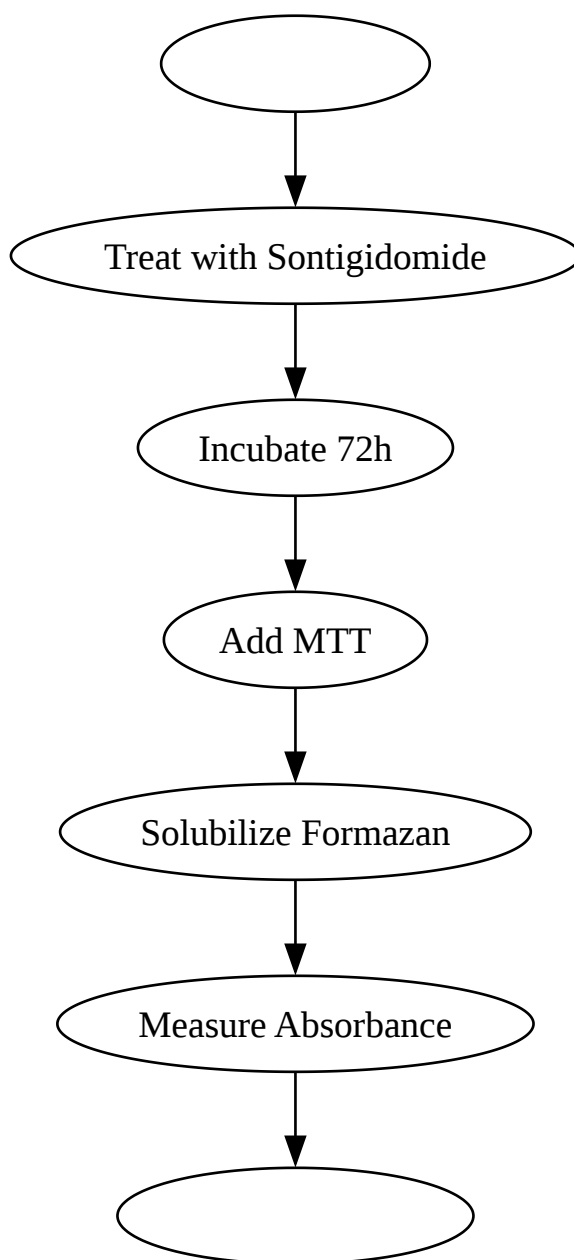 Treat with Sontigidomide
Incubate 72h
Add MTT
Solubilize Formazan
Measure Absorbance